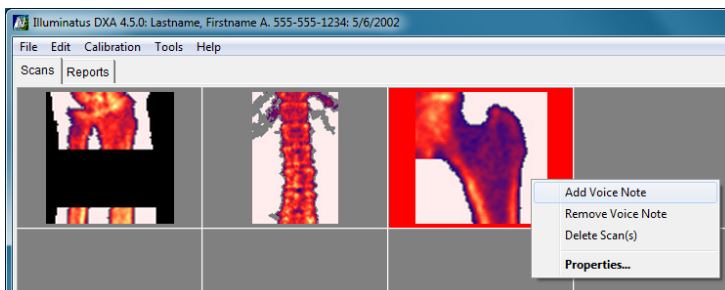 Illuminatus DXA 4.5.0: Lastname, Firstname A. 555-555-1234: 5/6/2002
File Edit Calibration Tools Help
Scans Reports
Add Voice Note
Remove Voice Note
Delete Scan(s)
Properties...